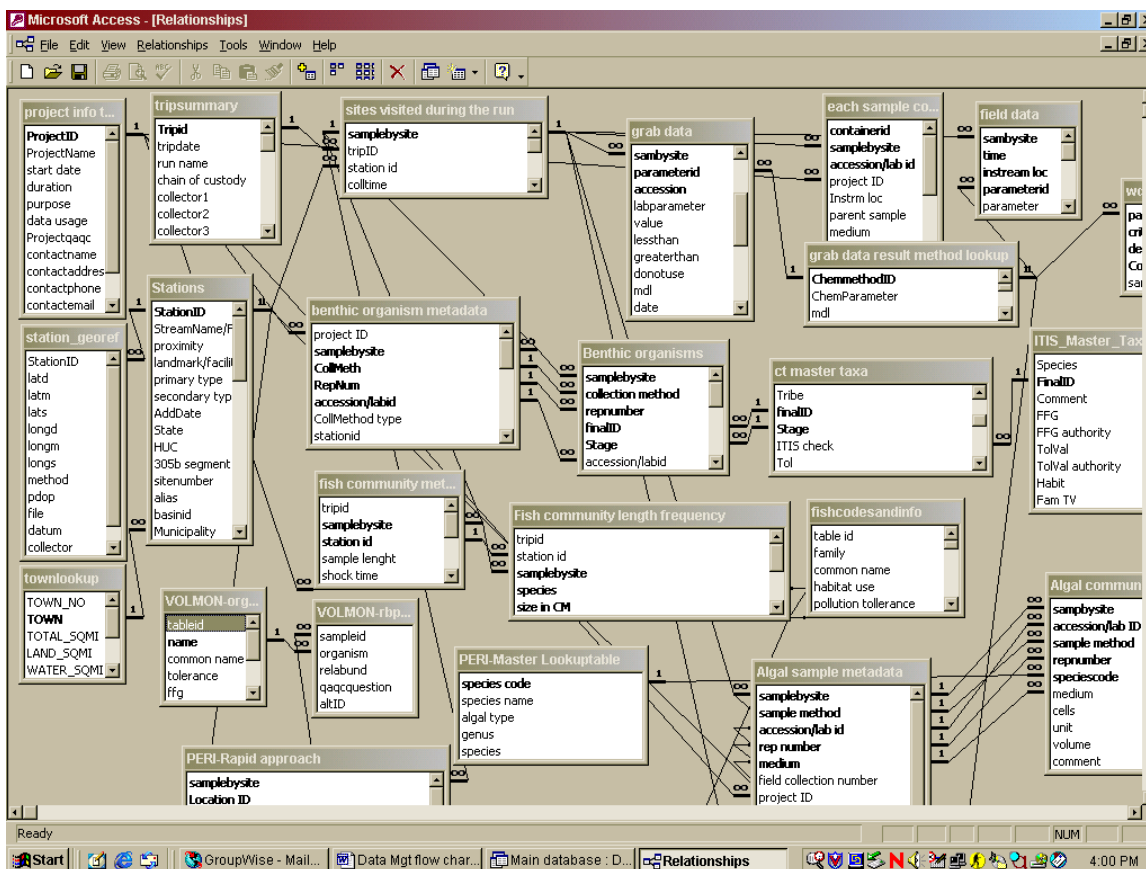 Microsoft Access - [Relationships]
File Edit View Relationships Tools Window Help
project info t...
ProjectID
ProjectName
start date
duration
purpose
data usage
Projectqaqc
contactname
contactaddres
contactphone
contactemail
tripsummary
Tripid
tripdate
run name
chain of custody
collector1
collector2
collector3
sites visited during the run
samplebysite
tripID
station id
colltime
grab data
sambysite
parameterid
accession
labparameter
value
lessthan
greaterthan
donotuse
mdl
date
each sample co...
containerid
samplebysite
accession/lab id
project ID
Instrm loc
parent sample
medium
field data
sambysite
time
instream loc
parameterid
parameter
grab data result method lookup
ChemmethodID
ChemParameter
mdl
station_georef
StationID
latd
latm
lats
longd
longm
longs
method
pdop
file
datum
collector
Stations
StationID
StreamName/F
proximity
landmark/facili
primary type
secondary typ
AddDate
State
HUC
305b segment
sitenumber
alias
basinid
Municipality
benthic organism metadata
project ID
samplebysite
CollMeth
RepNum
accession/labid
CollMethod type
stationid
Benthic organisms
samplebysite
collection method
repnumber
finalID
Stage
accession/labid
ct master taxa
Tribe
finalID
Stage
ITIS check
Tol
ITIS_Master_Tax
Species
FinalID
Comment
FFG
FFG authority
TolVal
TolVal authority
Habit
Fam TV
fish community met...
tripid
samplebysite
station id
sample lenght
shock time
Fish community length frequency
tripid
station id
samplebysite
species
size in CM
fishcodesandinfo
table id
family
common name
habitat use
pollution tollerance
townlookup
TOWN_NO
TOWN
TOTAL_SQMI
LAND_SQMI
WATER_SQMI
VOLMON-org...
tableid
name
common name
tolerance
ffg
VOLMON-rbp...
sampleid
organism
relabund
qaqcquestion
altID
PERI-Master Lookuptable
species code
species name
algal type
genus
species
Algal sample metadata
samplebysite
sample method
accession/lab id
rep number
medium
field collection number
project ID
Algal commun
sampbysite
accession/lab ID
sample method
repnumber
speciescode
medium
cells
unit
volume
comment
PERI-Rapid approach
samplebysite
Location ID
Ready
NUM
Start
GroupWise - Mail...
Data Mgt flow char...
Main database : D...
Relationships
4:00 PM